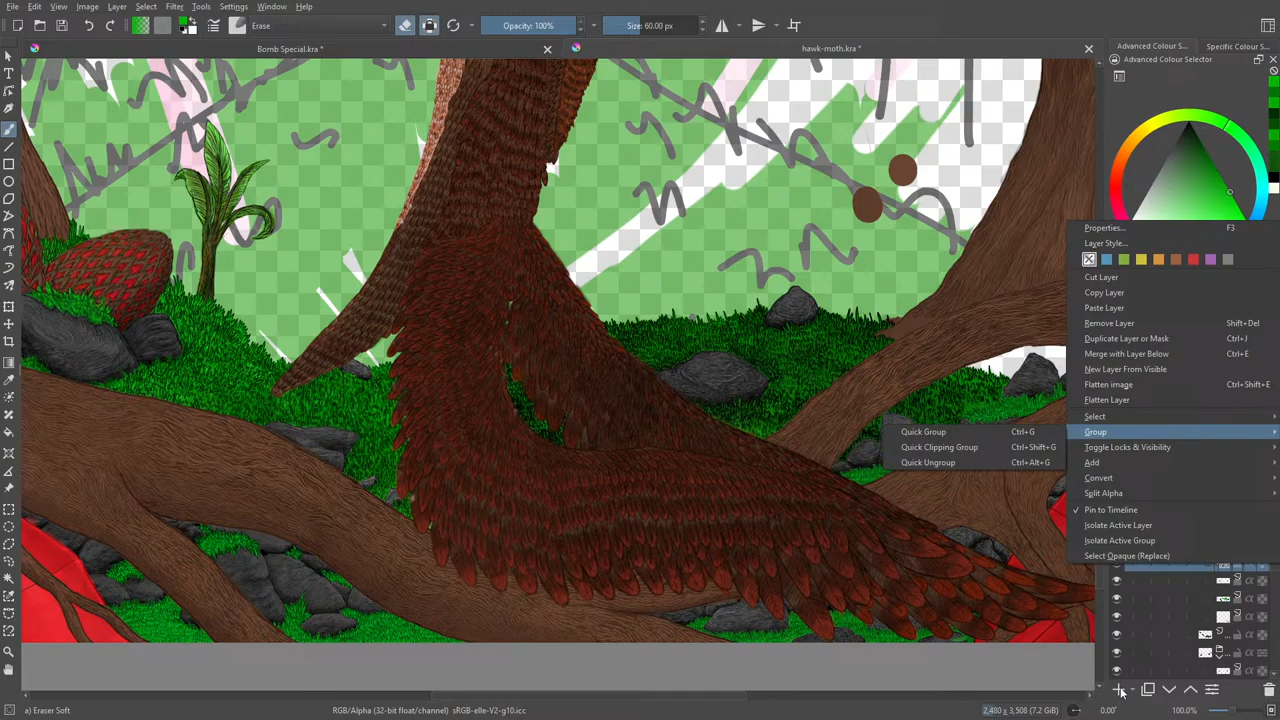 File Edit View Image Layer Select Filter Tools Settings Window Help
Erase Opacity: 100% Size: 60.00 px
Bomb Special.kra * hawk-moth.kra * Advanced Colour S... Specific Colour S...
Advanced Colour Selector
Properties... F3
Layer Style...
Cut Layer
Copy Layer
Paste Layer
Remove Layer Shift+Del
Duplicate Layer or Mask Ctrl+J
Merge with Layer Below Ctrl+E
New Layer From Visible
Flatten image Ctrl+Shift+E
Flatten Layer
Select
Group
Toggle Locks & Visibility
Add
Convert
Split Alpha
Pin to Timeline
Isolate Active Layer
Isolate Active Group
Select Opaque (Replace)
Quick Group Ctrl+G
Quick Clipping Group Ctrl+Shift+G
Quick Ungroup Ctrl+Alt+G
a) Eraser Soft RGB/Alpha (32-bit float/channel) sRGB-elle-V2-g10.icc 2,480 x 3,508 (7.2 GiB) 0.00° 100.0%